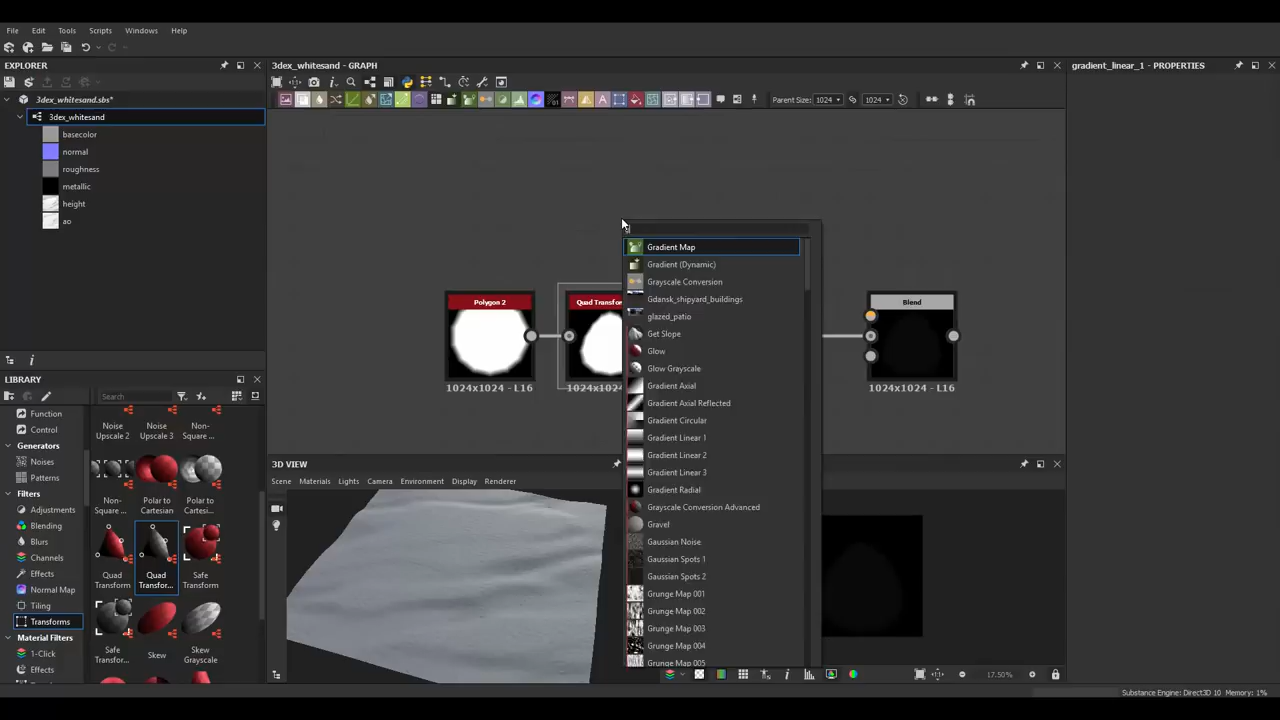 File Edit Tools Scripts Windows Help
EXPLORER
3dex_whitesand.sbs*
3dex_whitesand
basecolor
normal
roughness
metallic
height
ao
LIBRARY
Search
Function
Control
Generators
Noises
Patterns
Filters
Adjustments
Blending
Blurs
Channels
Effects
Normal Map
Tiling
Transforms
Material Filters
1-Click
Effects
Noise
Upscale 2
Noise
Upscale 3
Non-
Square ...
Non-
Square ...
Polar to
Cartesian
Polar to
Cartesi...
Quad
Transform
Quad
Transfor...
Safe
Transform
Safe
Transfor...
Skew
Skew
Grayscale
3dex_whitesand - GRAPH
Parent Size: 1024 1024
Polygon 2
1024x1024 - L16
Quad Transfor
1024x1024
Blend
1024x1024 - L16
g
Gradient Map
Gradient (Dynamic)
Grayscale Conversion
Gdansk_shipyard_buildings
glazed_patio
Get Slope
Glow
Glow Grayscale
Gradient Axial
Gradient Axial Reflected
Gradient Circular
Gradient Linear 1
Gradient Linear 2
Gradient Linear 3
Gradient Radial
Grayscale Conversion Advanced
Gravel
Gaussian Noise
Gaussian Spots 1
Gaussian Spots 2
Grunge Map 001
Grunge Map 002
Grunge Map 003
Grunge Map 004
Grunge Map 005
3D VIEW
Scene Materials Lights Camera Environment Display Renderer
17.50%
gradient_linear_1 - PROPERTIES
Substance Engine: Direct3D 10 Memory: 1%